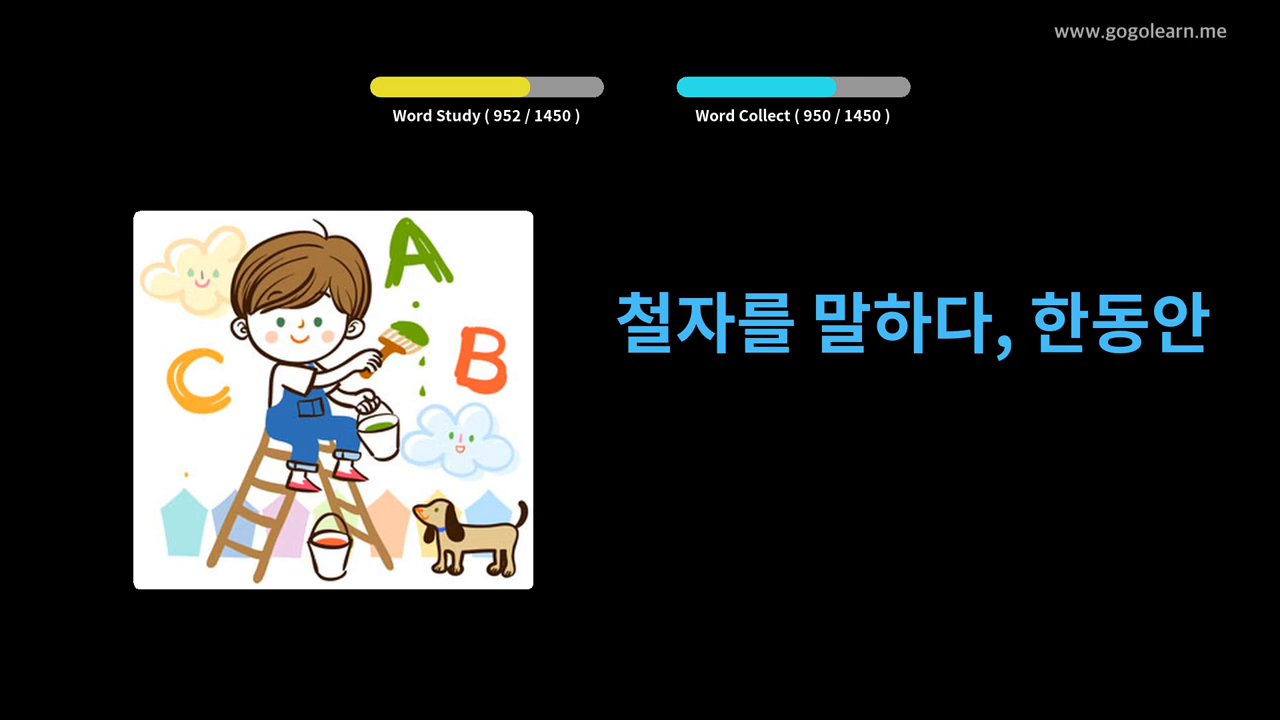 www.gogolearn.me
Word Study ( 952 / 1450 )
Word Collect ( 950 / 1450 )
A
B
C
철자를 말하다, 한동안